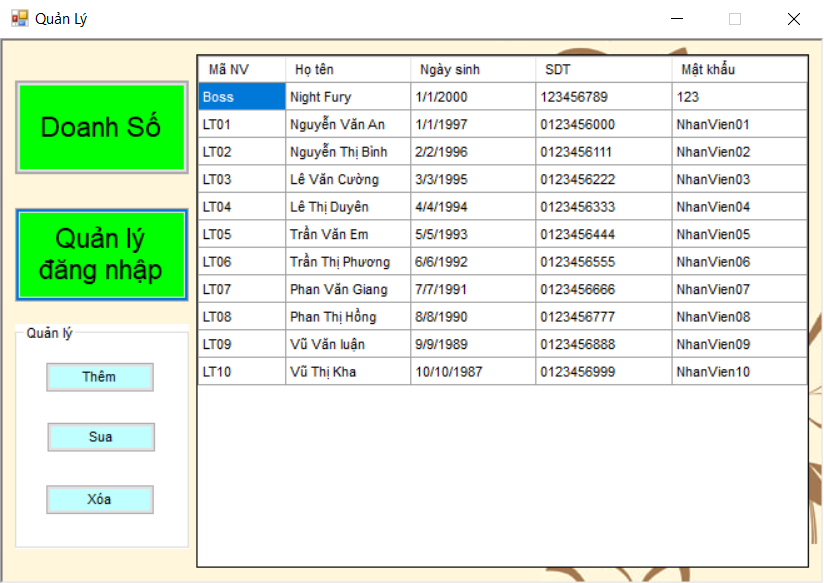 Quản Lý
Doanh Số
Quản lý
đăng nhập
Quản lý
Thêm
Sua
Xóa
Mã NV Họ tên Ngày sinh SDT Mật khẩu
Boss Night Fury 1/1/2000 123456789 123
LT01 Nguyễn Văn An 1/1/1997 0123456000 NhanVien01
LT02 Nguyễn Thị Bình 2/2/1996 0123456111 NhanVien02
LT03 Lê Văn Cường 3/3/1995 0123456222 NhanVien03
LT04 Lê Thị Duyên 4/4/1994 0123456333 NhanVien04
LT05 Trần Văn Em 5/5/1993 0123456444 NhanVien05
LT06 Trần Thị Phương 6/6/1992 0123456555 NhanVien06
LT07 Phan Văn Giang 7/7/1991 0123456666 NhanVien07
LT08 Phan Thị Hồng 8/8/1990 0123456777 NhanVien08
LT09 Vũ Văn luận 9/9/1989 0123456888 NhanVien09
LT10 Vũ Thị Kha 10/10/1987 0123456999 NhanVien10